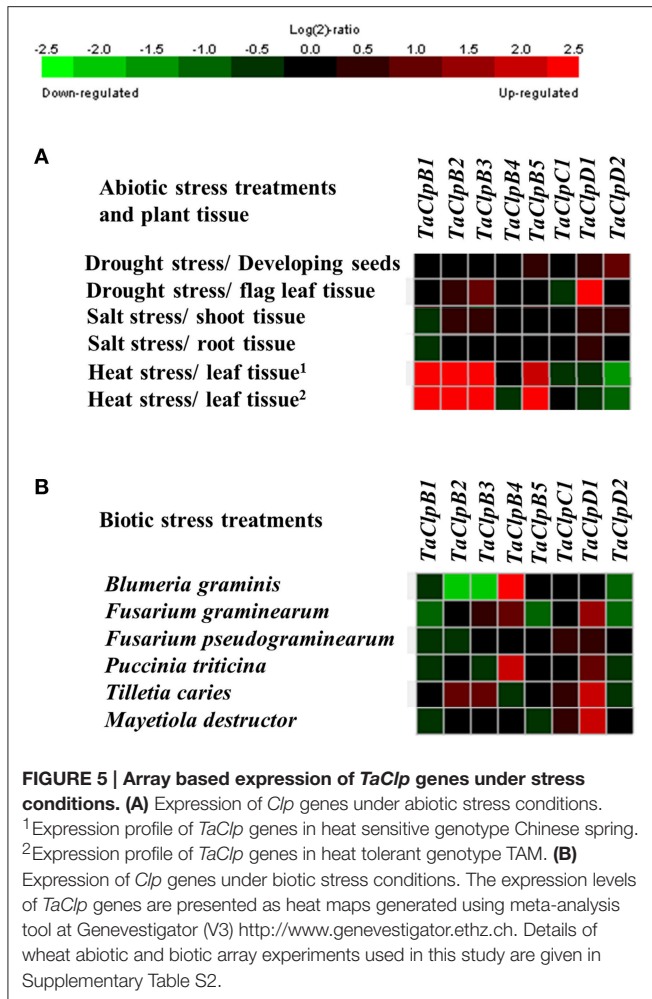 Log(2)-ratio
-2.5 -2.0 -1.5 -1.0 -0.5 0.0 0.5 1.0 1.5 2.0 2.5
Down-regulated Up-regulated
A
Abiotic stress treatments
and plant tissue
TaClpB1 TaClpB2 TaClpB3 TaClpB4 TaClpB5 TaClpC1 TaClpD1 TaClpD2
Drought stress/ Developing seeds
Drought stress/ flag leaf tissue
Salt stress/ shoot tissue
Salt stress/ root tissue
Heat stress/ leaf tissue¹
Heat stress/ leaf tissue²
B
Biotic stress treatments
TaClpB1 TaClpB2 TaClpB3 TaClpB4 TaClpB5 TaClpC1 TaClpD1 TaClpD2
Blumeria graminis
Fusarium graminearum
Fusarium pseudograminearum
Puccinia triticina
Tilletia caries
Mayetiola destructor
FIGURE 5 | Array based expression of TaClp genes under stress
conditions. (A) Expression of Clp genes under abiotic stress conditions.
¹Expression profile of TaClp genes in heat sensitive genotype Chinese spring.
²Expression profile of TaClp genes in heat tolerant genotype TAM. (B)
Expression of Clp genes under biotic stress conditions. The expression levels
of TaClp genes are presented as heat maps generated using meta-analysis
tool at Genevestigator (V3) http://www.genevestigator.ethz.ch. Details of
wheat abiotic and biotic array experiments used in this study are given in
Supplementary Table S2.